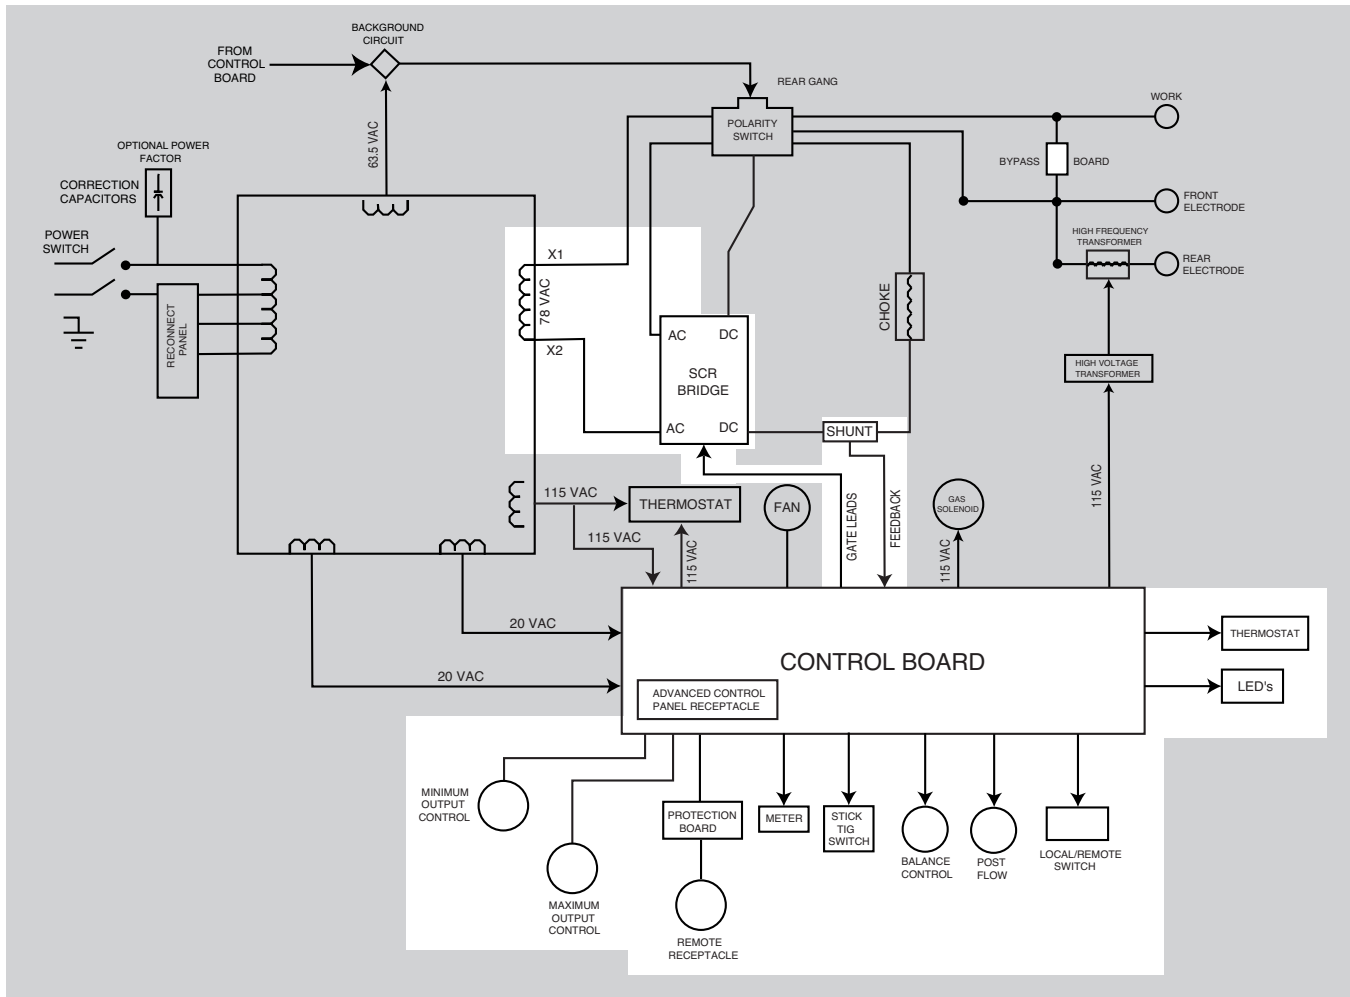 BACKGROUND
CIRCUIT
FROM
CONTROL
BOARD
REAR GANG
POLARITY
SWITCH
WORK
63.5 VAC
OPTIONAL POWER
FACTOR
CORRECTION
CAPACITORS
BYPASS BOARD
FRONT
ELECTRODE
POWER
SWITCH
HIGH FREQUENCY
TRANSFORMER
REAR
ELECTRODE
X1
78 VAC
X2
RECONNECT
PANEL
CHOKE
AC DC
SCR
BRIDGE
AC DC
SHUNT
HIGH VOLTAGE
TRANSFORMER
115 VAC
THERMOSTAT
FAN
GATE LEADS
FEEDBACK
GAS
SOLENOID
115 VAC
115 VAC
115 VAC
115 VAC
20 VAC
20 VAC
CONTROL BOARD
ADVANCED CONTROL
PANEL RECEPTACLE
THERMOSTAT
LED's
MINIMUM
OUTPUT
CONTROL
MAXIMUM
OUTPUT
CONTROL
PROTECTION
BOARD
REMOTE
RECEPTACLE
METER
STICK
TIG
SWITCH
BALANCE
CONTROL
POST
FLOW
LOCAL/REMOTE
SWITCH